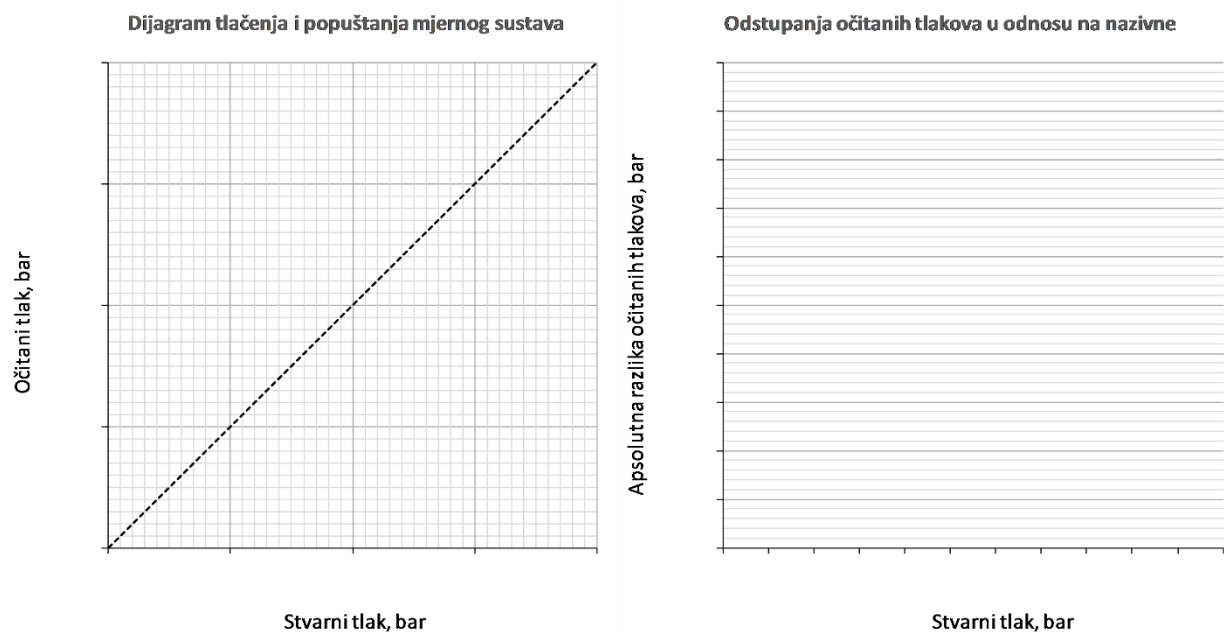 Dijagram tlačenja i popuštanja mjernog sustava
Očitani tlak, bar
Stvarni tlak, bar
Odstupanja očitanih tlakova u odnosu na nazivne
Apsolutna razlika očitanih tlakova, bar
Stvarni tlak, bar